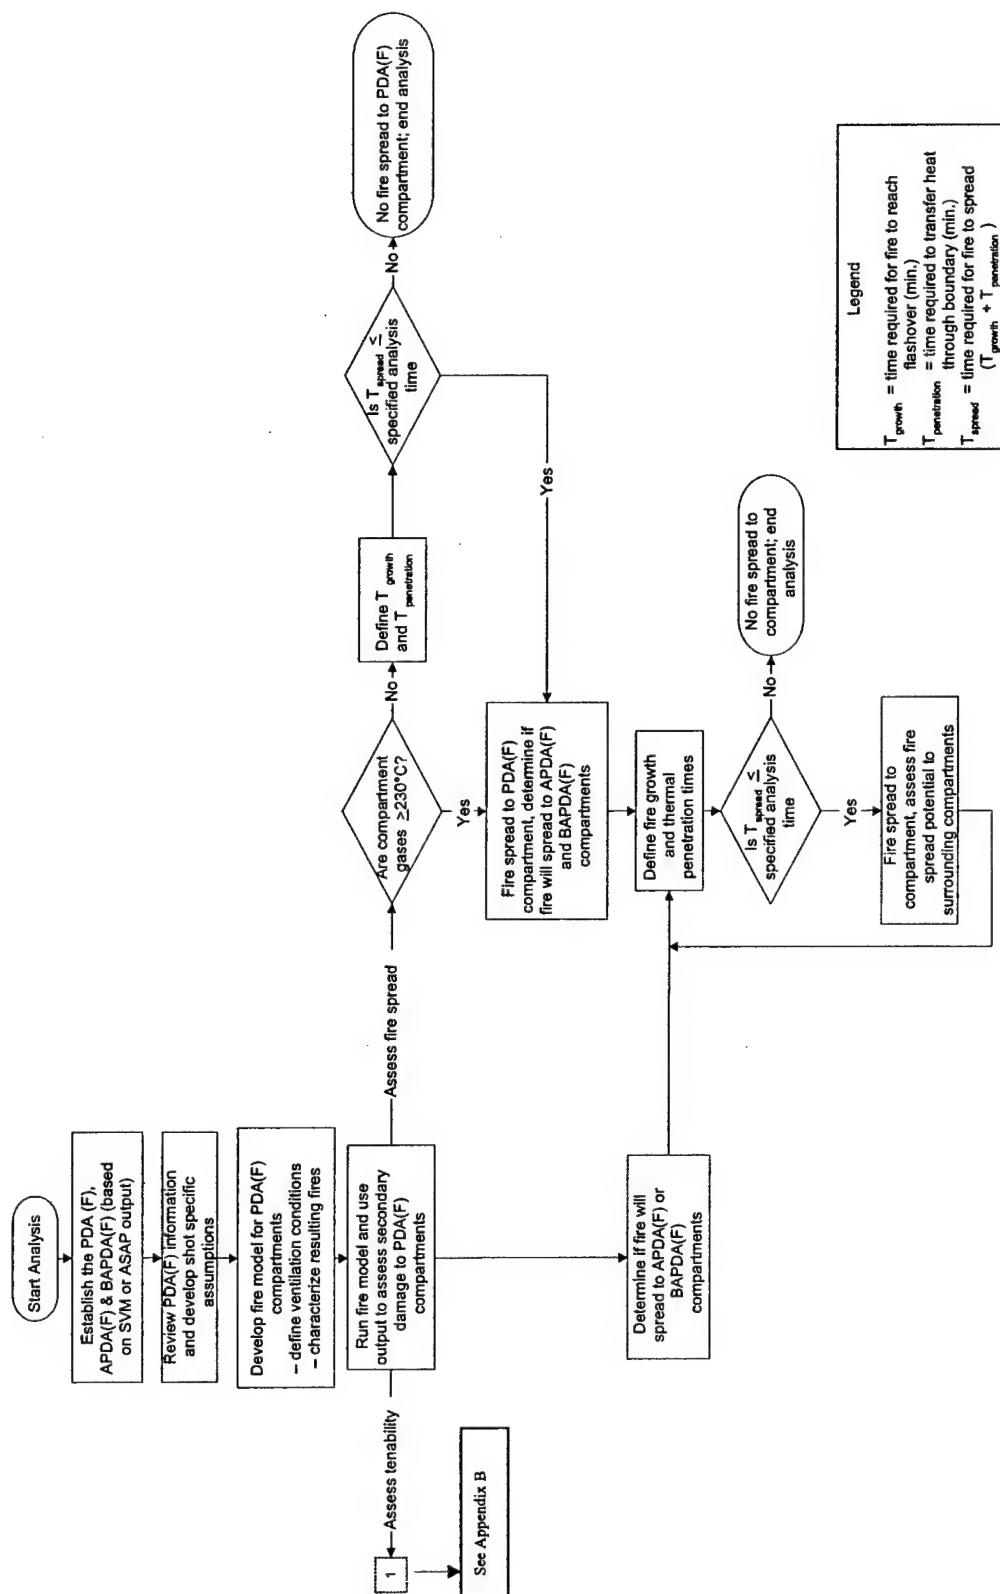 Start Analysis
Establish the PDA (F),
APDA(F) & BAPDA(F) (based
on SVM or ASAP output)
Review PDA(F) information
and develop shot specific
assumptions
Develop fire model for PDA(F)
compartments
– define ventilation conditions
– characterize resulting fires
Run fire model and use
output to assess secondary
damage to PDA(F)
compartments
Assess tenability
1
See Appendix B
Assess fire spread
Are compartment
gases ≥230°C?
No
Define T growth
and T penetration
Is T spread ≤
specified analysis
time
No
No fire spread to PDA(F)
compartment; end analysis
Yes
Yes
Fire spread to PDA(F)
compartment, determine if
fire will spread to APDA(F)
and BAPDA(F)
compartments
Determine if fire will
spread to APDA(F) or
BAPDA(F)
compartments
Define fire growth
and thermal
penetration times
Is T spread ≤
specified analysis
time
No
No fire spread to
compartment; end
analysis
Yes
Fire spread to
compartment, assess fire
spread potential to
surrounding compartments
Legend
T growth = time required for fire to reach
flashover (min.)
T penetration = time required to transfer heat
through boundary (min.)
T spread = time required for fire to spread
(T growth + T penetration )